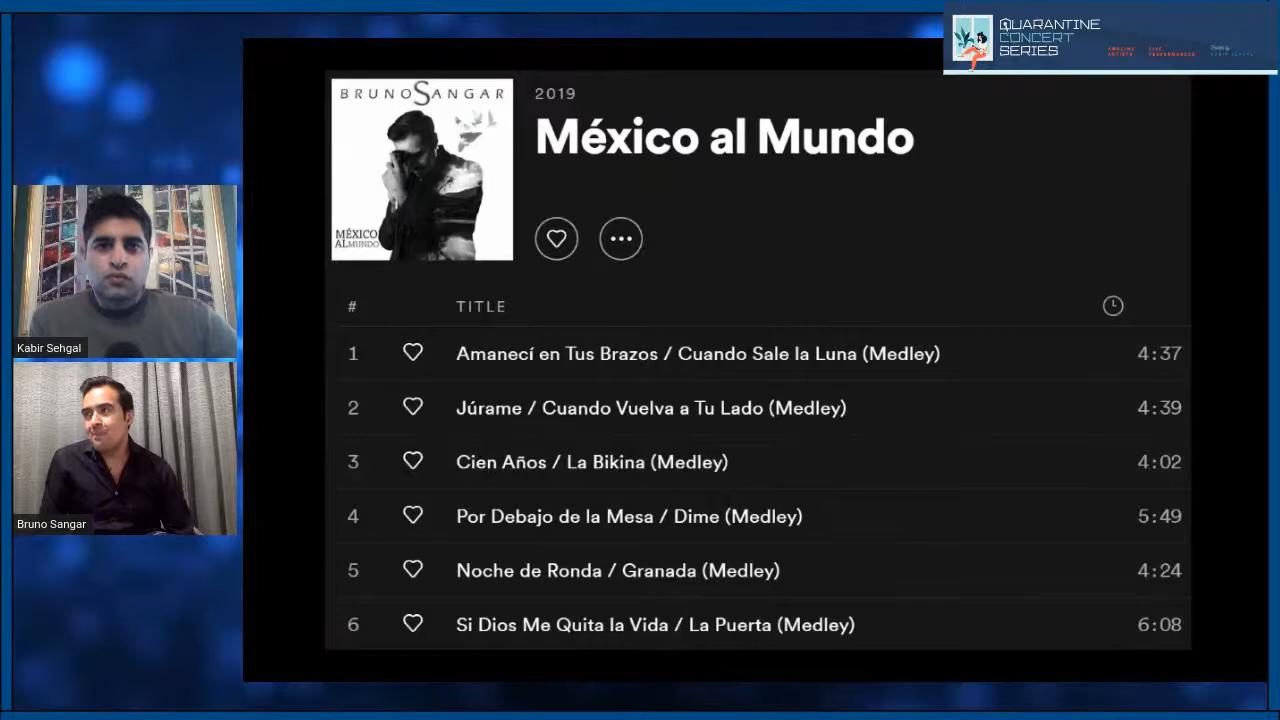 QUARANTINE
CONCERT
SERIES
AMAZING
ARTISTS
LIVE
PERFORMANCES
BRUNO SANGAR
MÉXICO
AL MUNDO
2019
México al Mundo
# TITLE
1 Amanecí en Tus Brazos / Cuando Sale la Luna (Medley) 4:37
2 Júrame / Cuando Vuelva a Tu Lado (Medley) 4:39
3 Cien Años / La Bikina (Medley) 4:02
4 Por Debajo de la Mesa / Dime (Medley) 5:49
5 Noche de Ronda / Granada (Medley) 4:24
6 Si Dios Me Quita la Vida / La Puerta (Medley) 6:08
Kabir Sehgal
Bruno Sangar